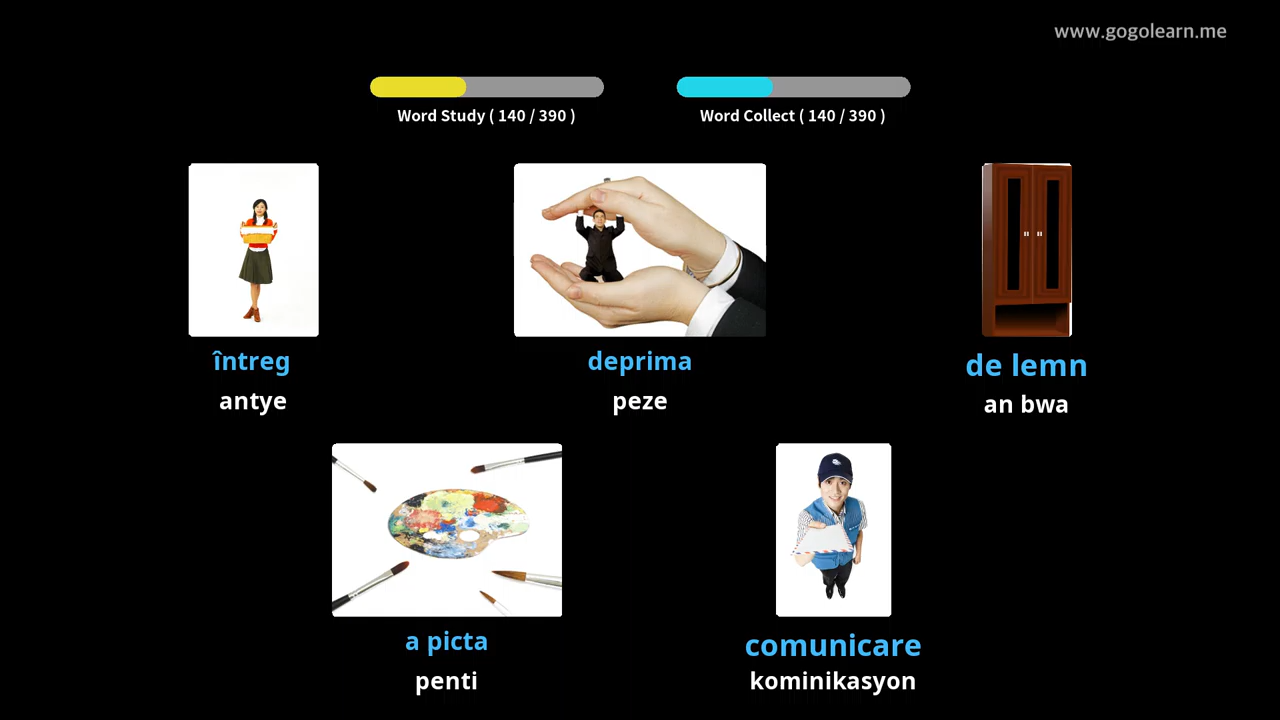 www.gogolearn.me
Word Study ( 140 / 390 )
Word Collect ( 140 / 390 )
întreg
antye
deprima
peze
de lemn
an bwa
a picta
penti
comunicare
kominikasyon